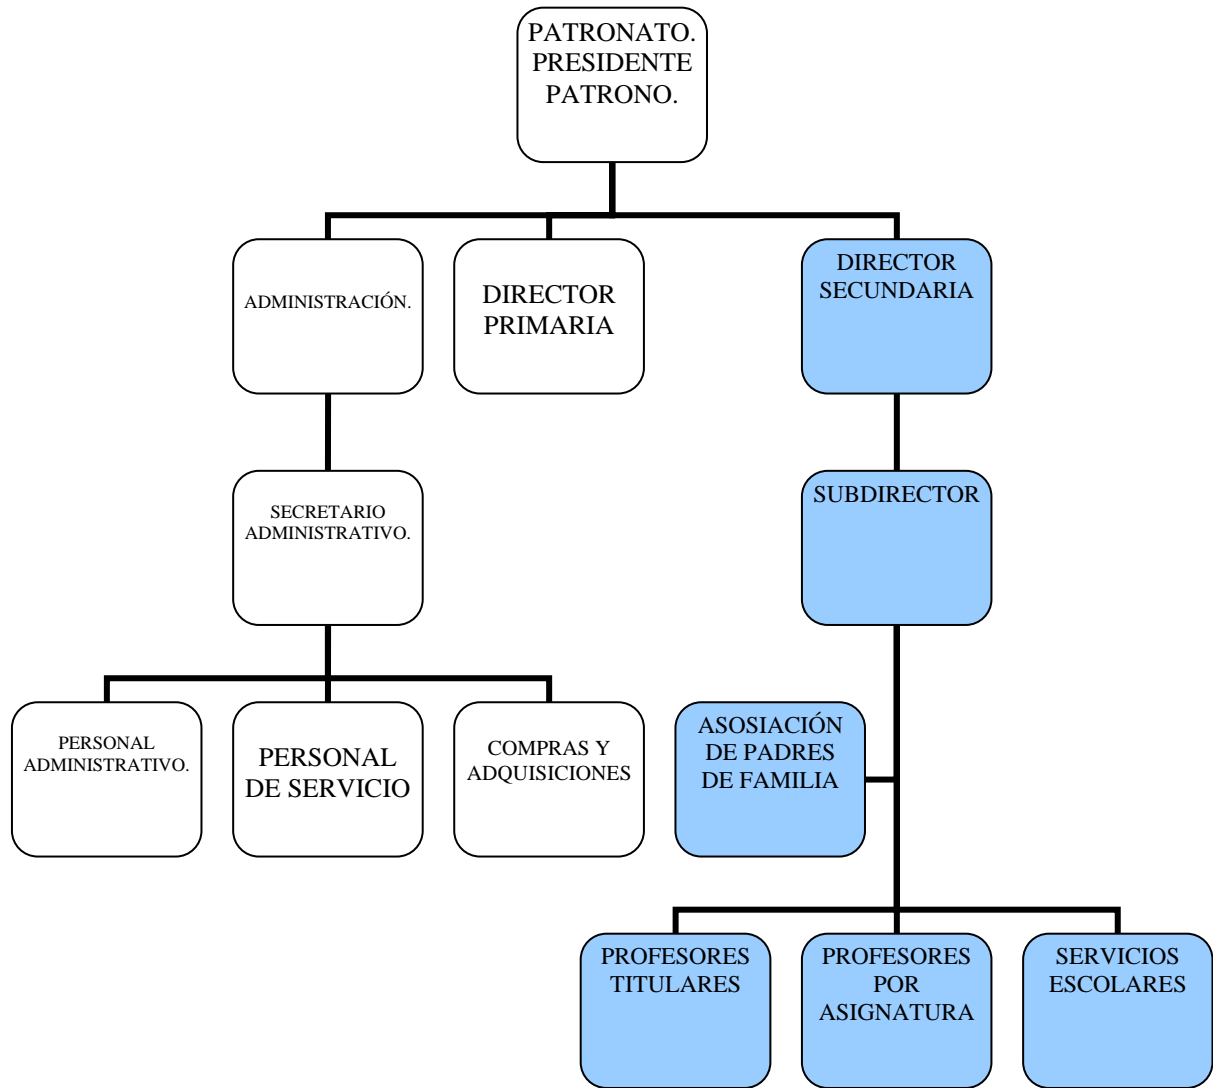 PATRONATO.
PRESIDENTE
PATRONO.
ADMINISTRACIÓN.
DIRECTOR
PRIMARIA
DIRECTOR
SECUNDARIA
SECRETARIO
ADMINISTRATIVO.
SUBDIRECTOR
PERSONAL
ADMINISTRATIVO.
PERSONAL
DE SERVICIO
COMPRAS Y
ADQUISICIONES
ASOSIACIÓN
DE PADRES
DE FAMILIA
PROFESORES
TITULARES
PROFESORES
POR
ASIGNATURA
SERVICIOS
ESCOLARES